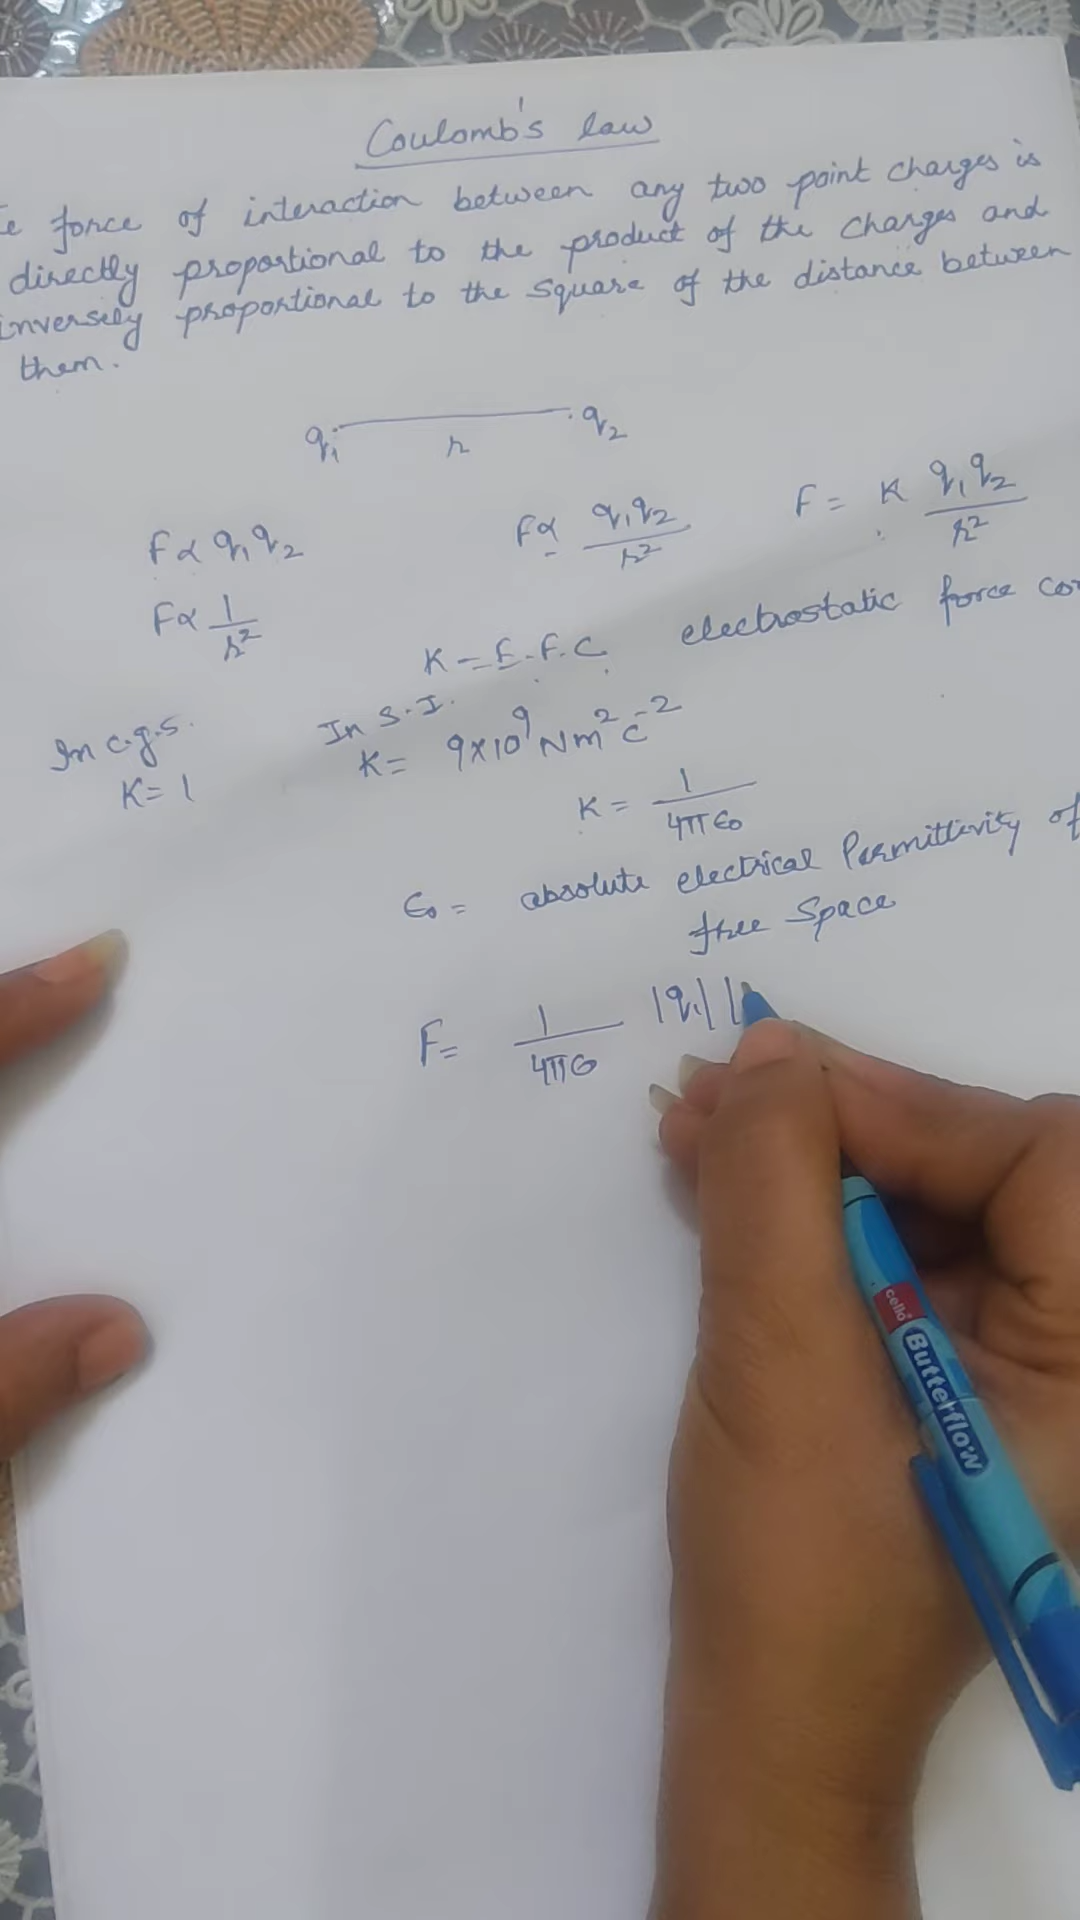 Coulomb's law
force of interaction between any two point charges is
directly proportional to the product of the charges and
inversely proportional to the square of the distance between
them.
q₁ r q₂
F ∝ q₁q₂
F ∝ q₁q₂/r²
F = K q₁q₂/r²
F ∝ 1/r²
K = E.F.C electrostatic force con
In c.g.s.
K = 1
In S.I.
K = 9×10⁹ Nm²C⁻²
K = 1/4πε₀
ε₀ = absolute electrical Permittivity of
free Space
F = 1/4πε₀ |q₁| |
cello
Butterflow